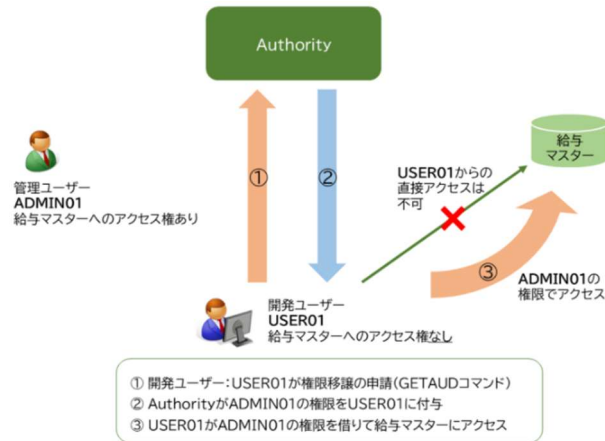 Authority
給与
マスター
管理ユーザー
ADMIN01
給与マスターへのアクセス権あり
①
②
USER01からの
直接アクセスは
不可
③
ADMIN01の
権限でアクセス
開発ユーザー
USER01
給与マスターへのアクセス権なし
① 開発ユーザー：USER01が権限移譲の申請(GETAUDコマンド)
② AuthorityがADMIN01の権限をUSER01に付与
③ USER01がADMIN01の権限を借りて給与マスターにアクセス